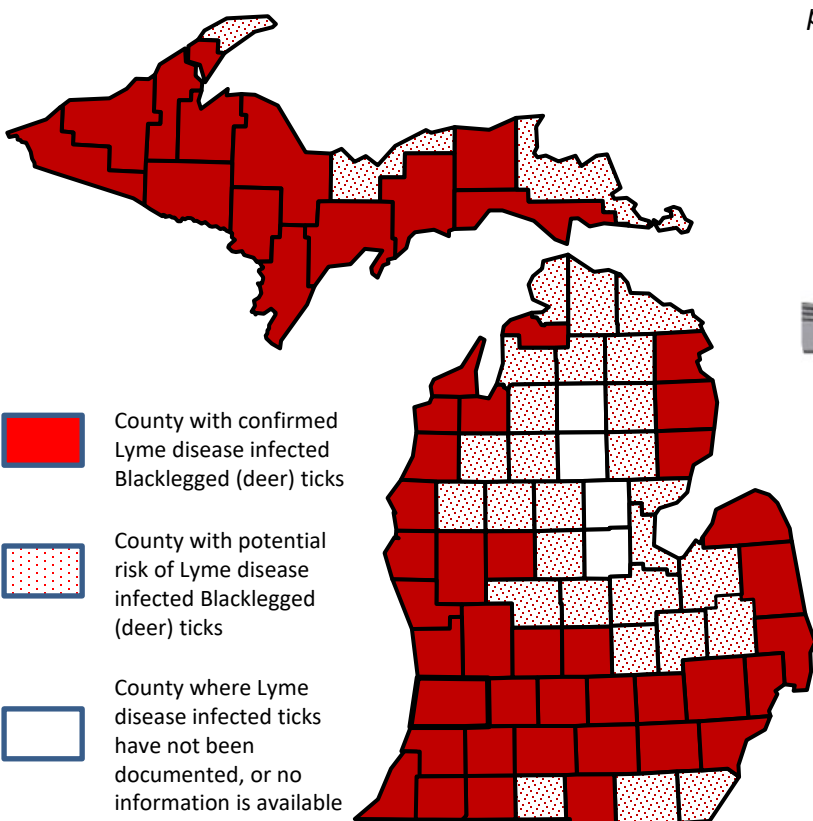 County with confirmed
Lyme disease infected
Blacklegged (deer) ticks
County with potential
risk of Lyme disease
infected Blacklegged
(deer) ticks
County where Lyme
disease infected ticks
have not been
documented, or no
information is available